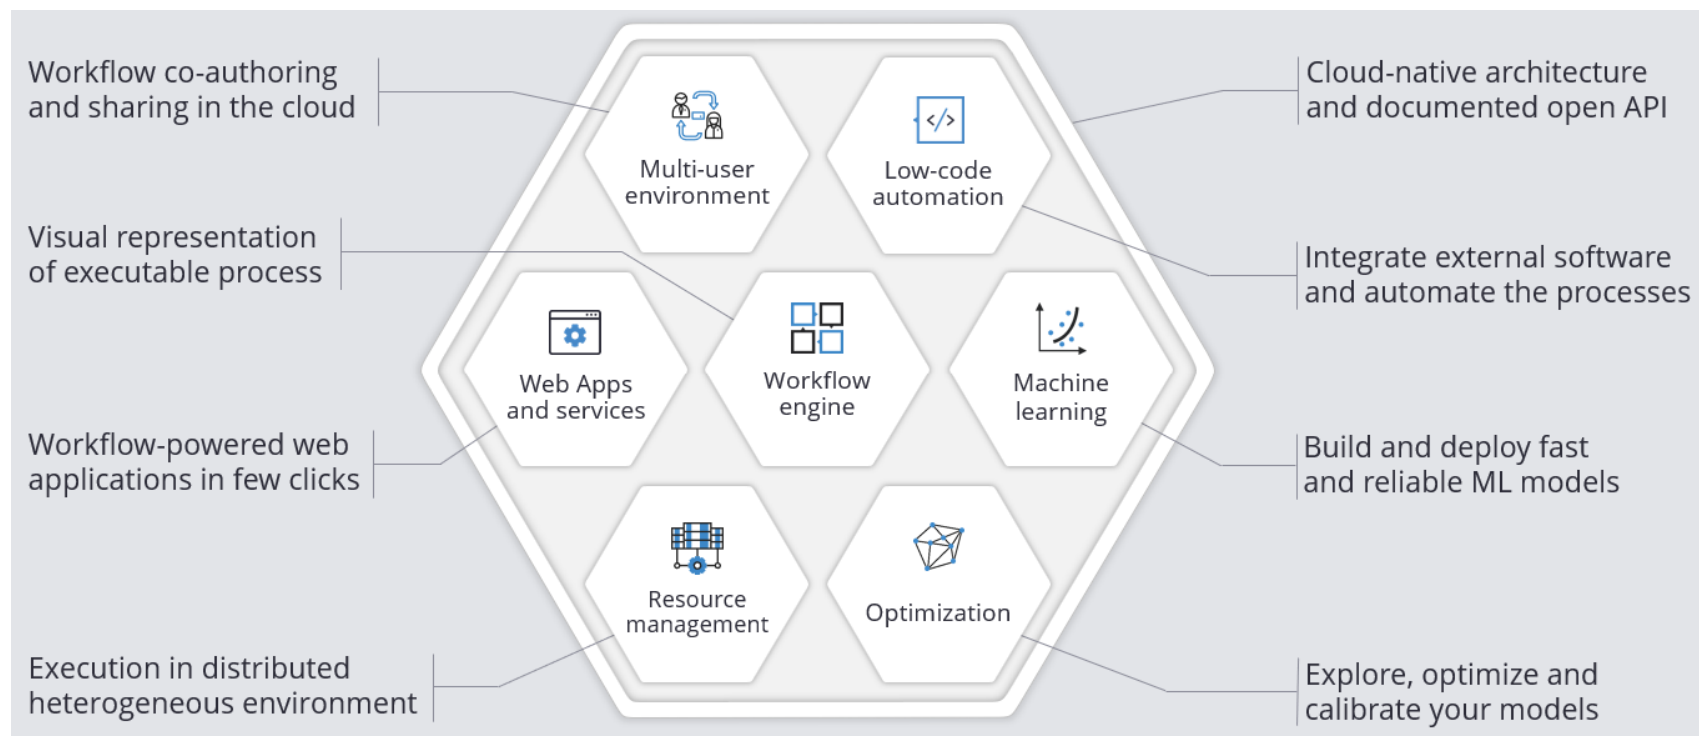 Workflow co-authoring
and sharing in the cloud
Visual representation
of executable process
Workflow-powered web
applications in few clicks
Execution in distributed
heterogeneous environment
Multi-user
environment
</>
Low-code
automation
Web Apps
and services
Workflow
engine
Machine
learning
Resource
management
Optimization
Cloud-native architecture
and documented open API
Integrate external software
and automate the processes
Build and deploy fast
and reliable ML models
Explore, optimize and
calibrate your models